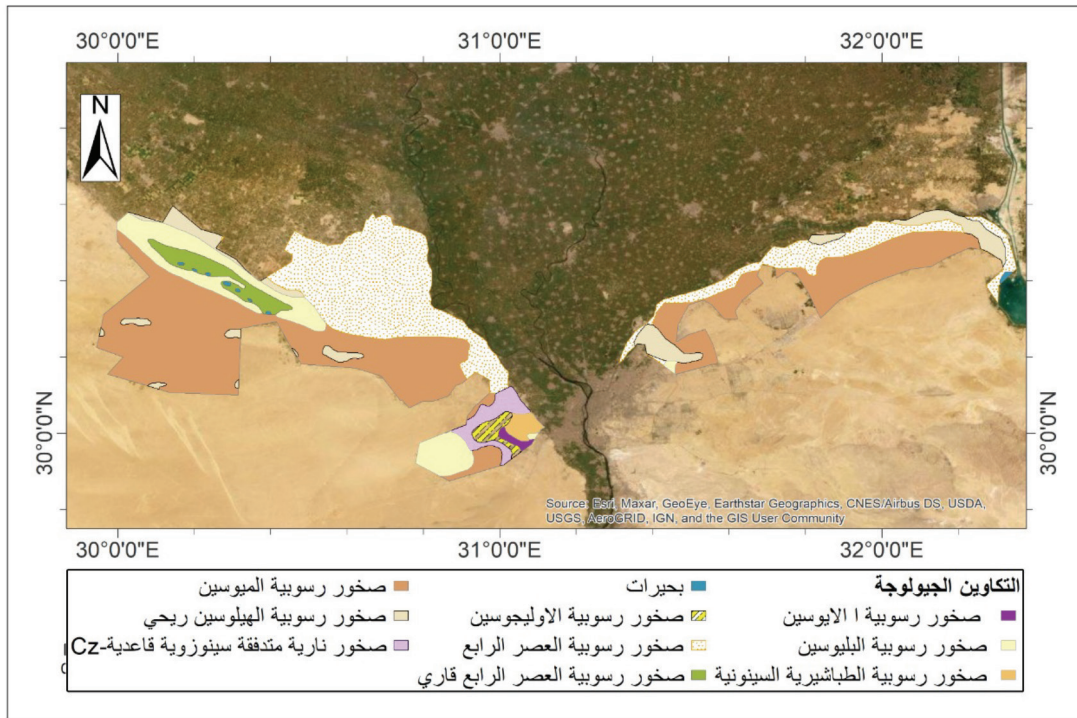 30°0'0"E 31°0'0"E 32°0'0"E
N
30°0'0"N 30°0'0"N
Source: Esri, Maxar, GeoEye, Earthstar Geographics, CNES/Airbus DS, USDA,
USGS, AeroGRID, IGN, and the GIS User Community
30°0'0"E 31°0'0"E 32°0'0"E
التكاوين الجيولوجة
صخور رسوبية ا الايوسين
صخور رسوبية البليوسين
صخور رسوبية الطباشيرية السينونية
بحيرات
صخور رسوبية الاوليجوسين
صخور رسوبية العصر الرابع
صخور رسوبية العصر الرابع قاري
صخور رسوبية الميوسين
صخور رسوبية الهيلوسين ريحي
صخور نارية متدفقة سينوزوية قاعدية-Cz